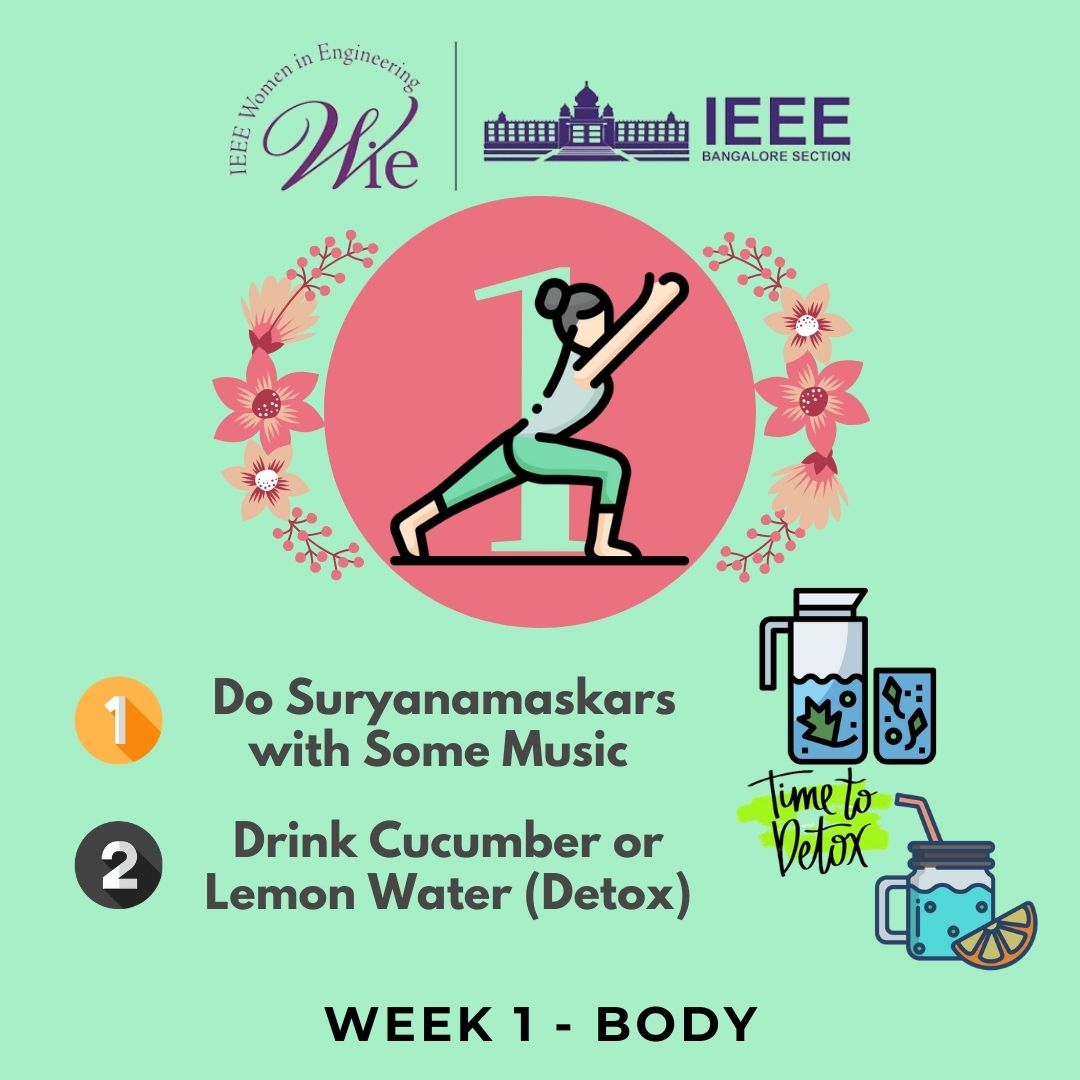 IEEE Women in Engineering
Wie
IEEE
BANGALORE SECTION
1
1
Do Suryanamaskars
with Some Music
2
Drink Cucumber or
Lemon Water (Detox)
Time to
Detox
WEEK 1 - BODY